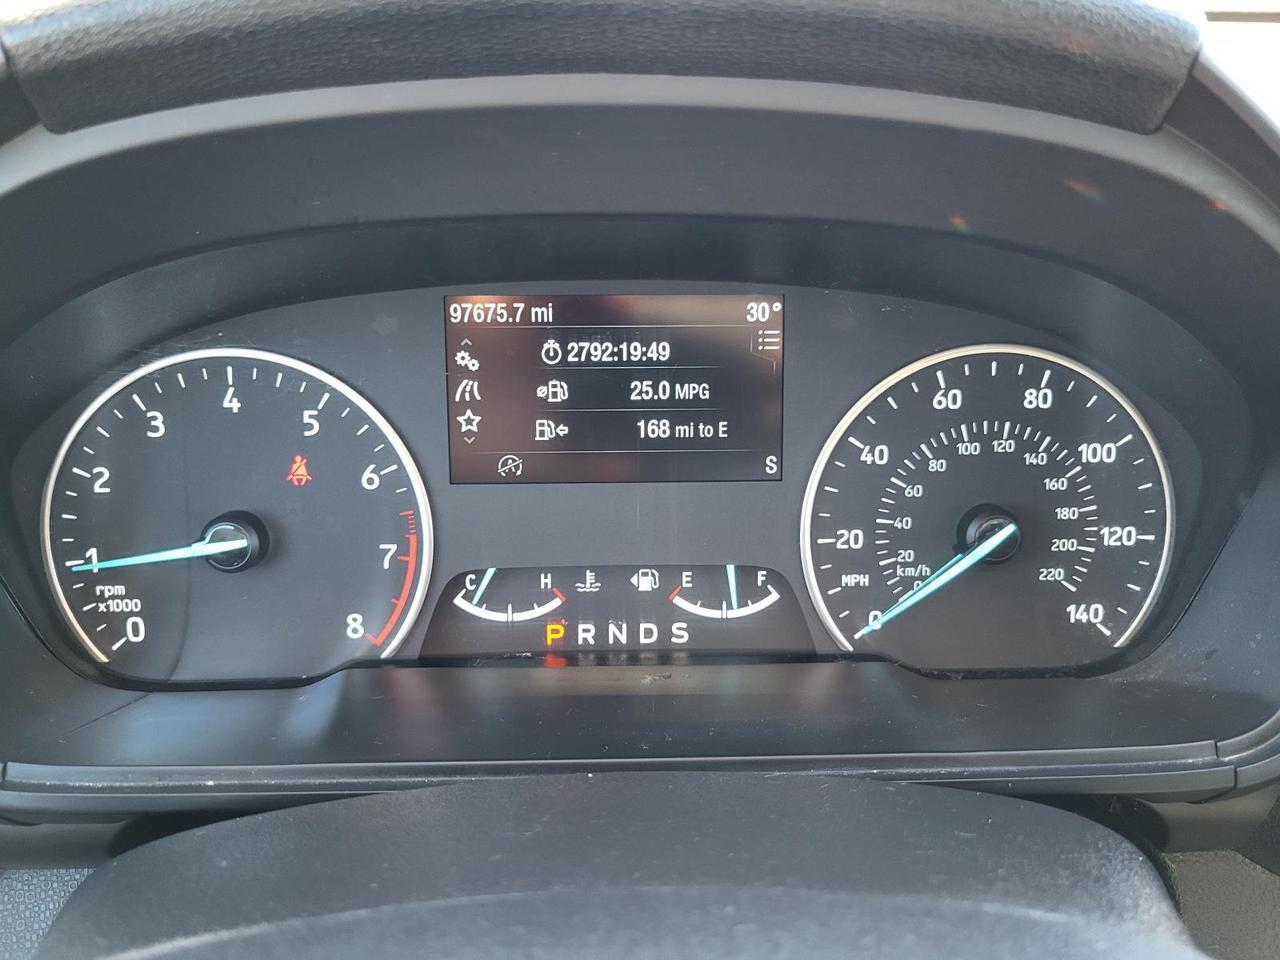 97675.7 mi 30°
2792:19:49
25.0 MPG
168 mi to E
S
0 1 2 3 4 5 6 7 8
rpm
x1000
C H E F
P R N D S
0 20 40 60 80 100 120 140
MPH
km/h
0 20 40 60 80 100 120 140 160 180 200 220